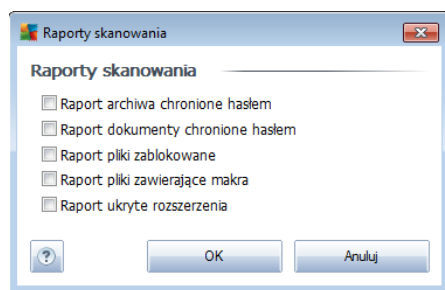 Raporty skanowania
Raporty skanowania
Raport archiwa chronione hasłem
Raport dokumenty chronione hasłem
Raport pliki zablokowane
Raport pliki zawierające makra
Raport ukryte rozszerzenia
? OK Anuluj